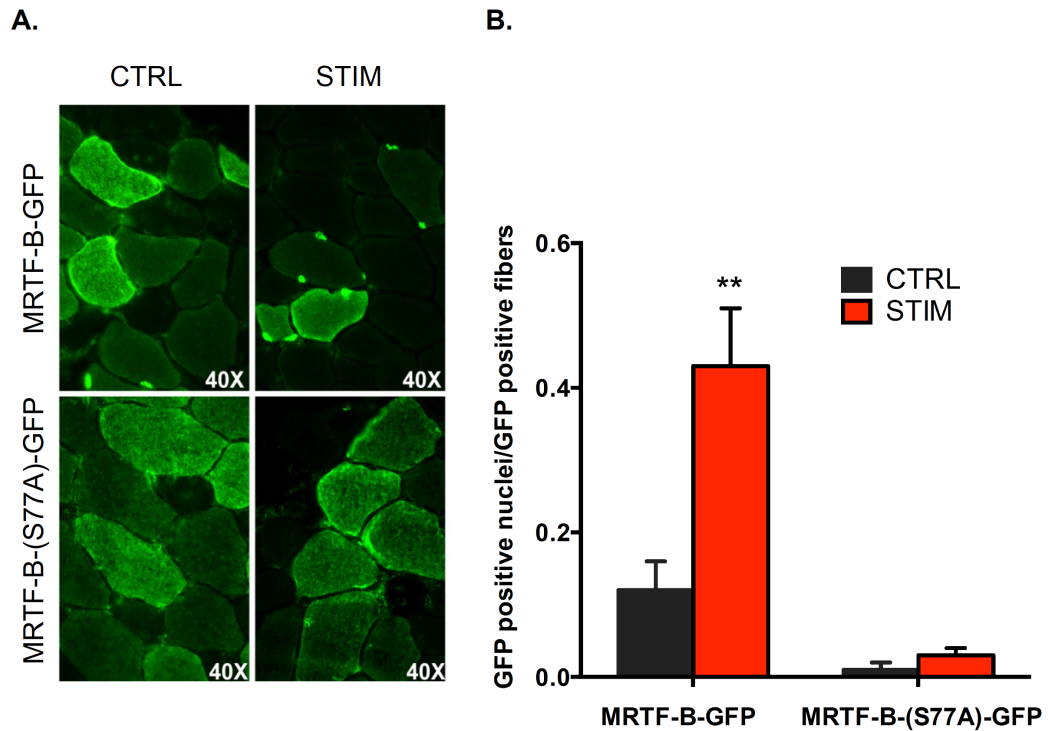 A.
CTRL STIM
MRTF-B-GFP
40X 40X
MRTF-B-(S77A)-GFP
40X 40X
B.
GFP positive nuclei/GFP positive fibers
0.6
0.4
0.2
0.0
**
CTRL
STIM
MRTF-B-GFP MRTF-B-(S77A)-GFP